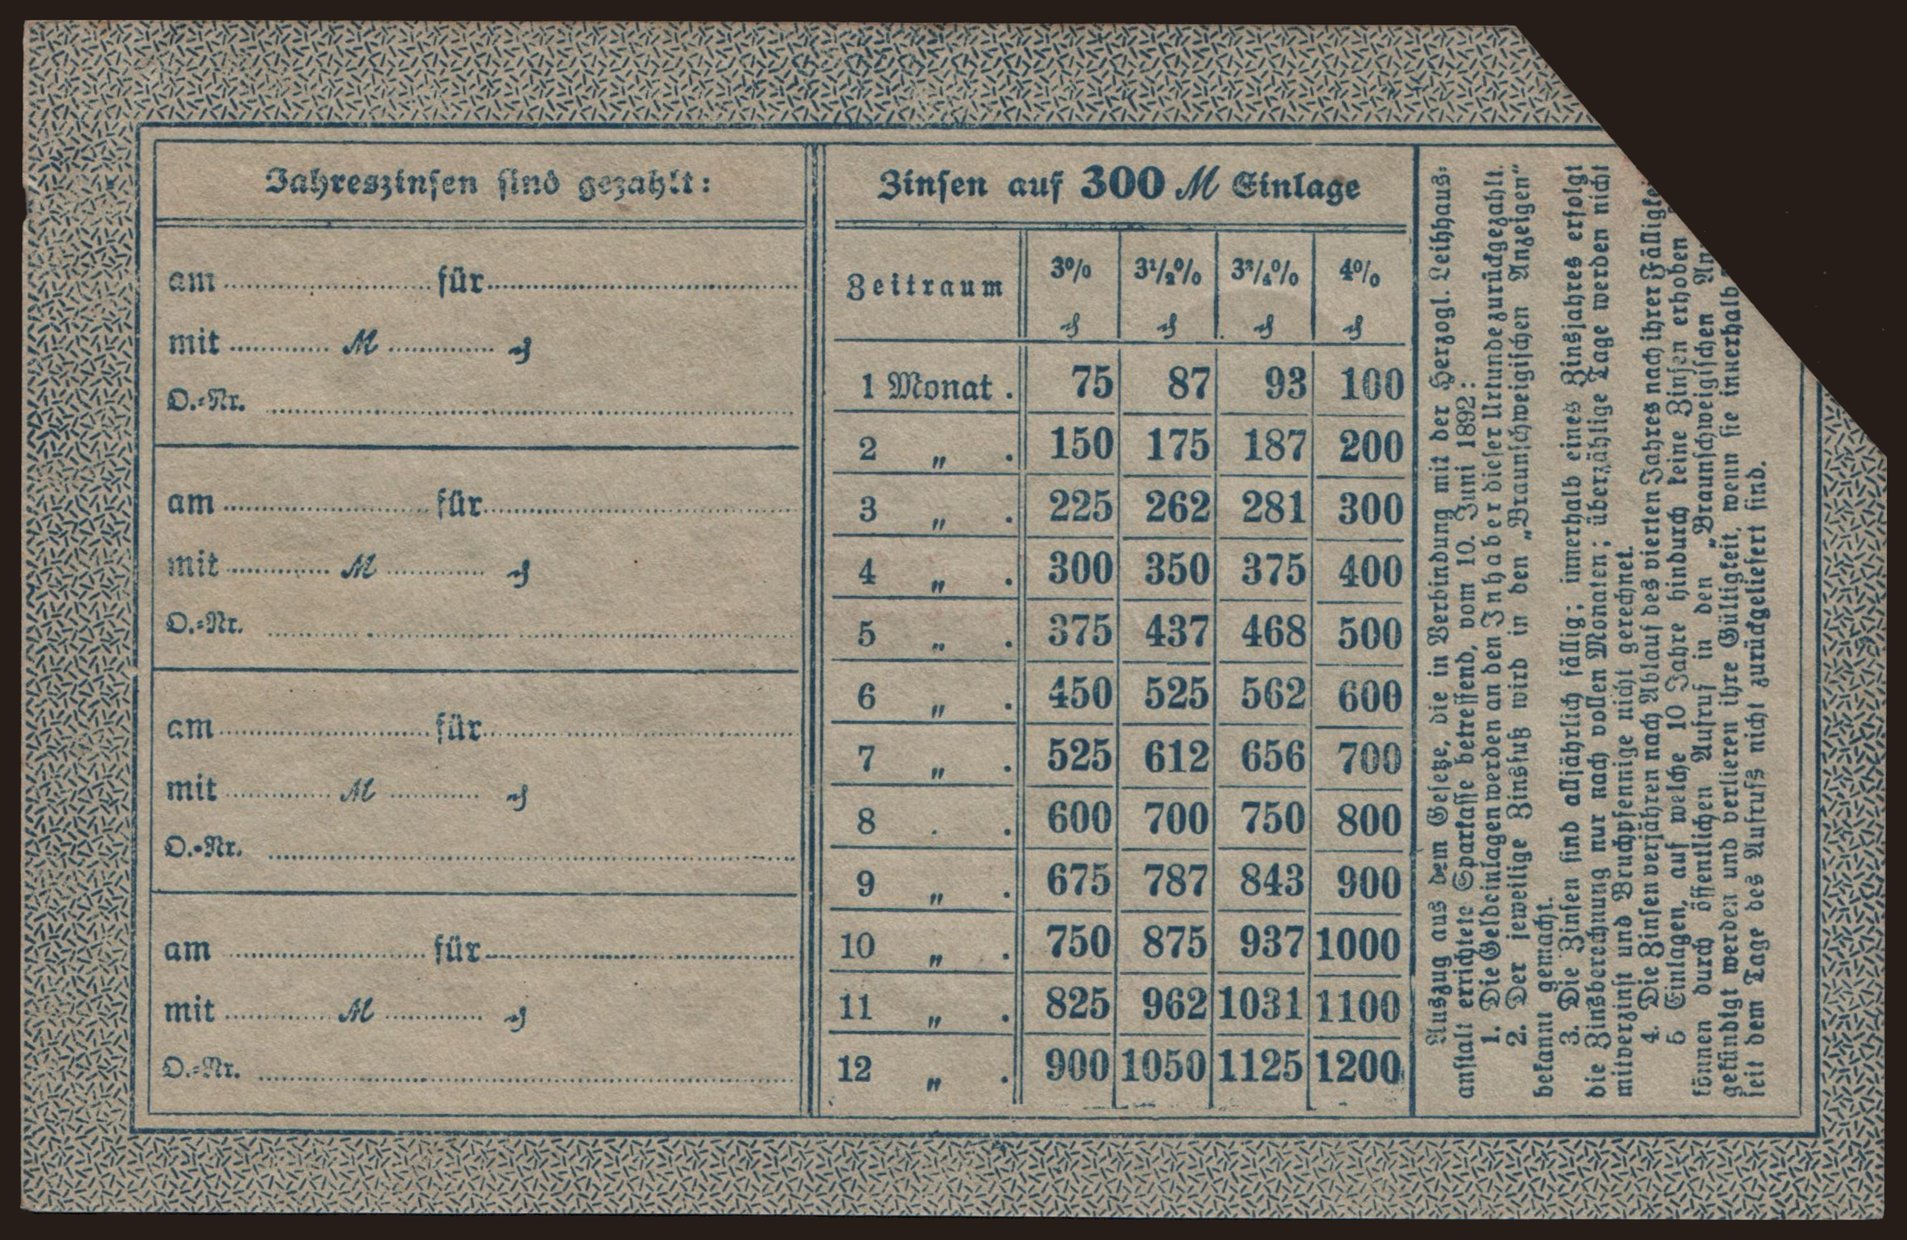 Jahreszinsen sind gezahlt:
am für
mit M ₰
O.-Nr.
am für
mit M ₰
O.-Nr.
am für
mit M ₰
O.-Nr.
am für
mit M ₰
O.-Nr.
Zinsen auf 300 M Einlage
Zeitraum 3% 3½% 3¾% 4%
₰ ₰ ₰ ₰
1 Monat . 75 87 93 100
2 „ . 150 175 187 200
3 „ . 225 262 281 300
4 „ . 300 350 375 400
5 „ . 375 437 468 500
6 „ . 450 525 562 600
7 „ . 525 612 656 700
8 . . 600 700 750 800
9 „ . 675 787 843 900
10 „ . 750 875 937 1000
11 „ . 825 962 1031 1100
12 „ . 900 1050 1125 1200
Auszug aus dem Gesetze, die in Verbindung mit der Herzogl. Leihhaus-
anstalt errichtete Sparkasse betreffend, vom 10. Juni 1892:
1. Die Geldeinlagen werden an den Inhaber dieser Urkunde zurückgezahlt.
2. Der jeweilige Zinsfuß wird in den „Braunschweigischen Anzeigen“
bekannt gemacht.
3. Die Zinsen sind alljährlich fällig; innerhalb eines Zinsjahres erfolgt
die Zinsberechnung nur nach vollen Monaten; überzählige Tage werden nicht
mitverzinst und Bruchpfennige nicht gerechnet.
4. Die Zinsen verjähren nach Ablauf des vierten Jahres nach ihrer
5 Einlagen, auf welche 10 Jahre hindurch keine Zinsen erhoben
können durch öffentlichen Aufruf in den „Braunschweigischen
gekündigt werden und verlieren ihre Gültigkeit, wenn sie innerhalb
seit dem Tage des Aufrufs nicht zurückgeliefert sind.